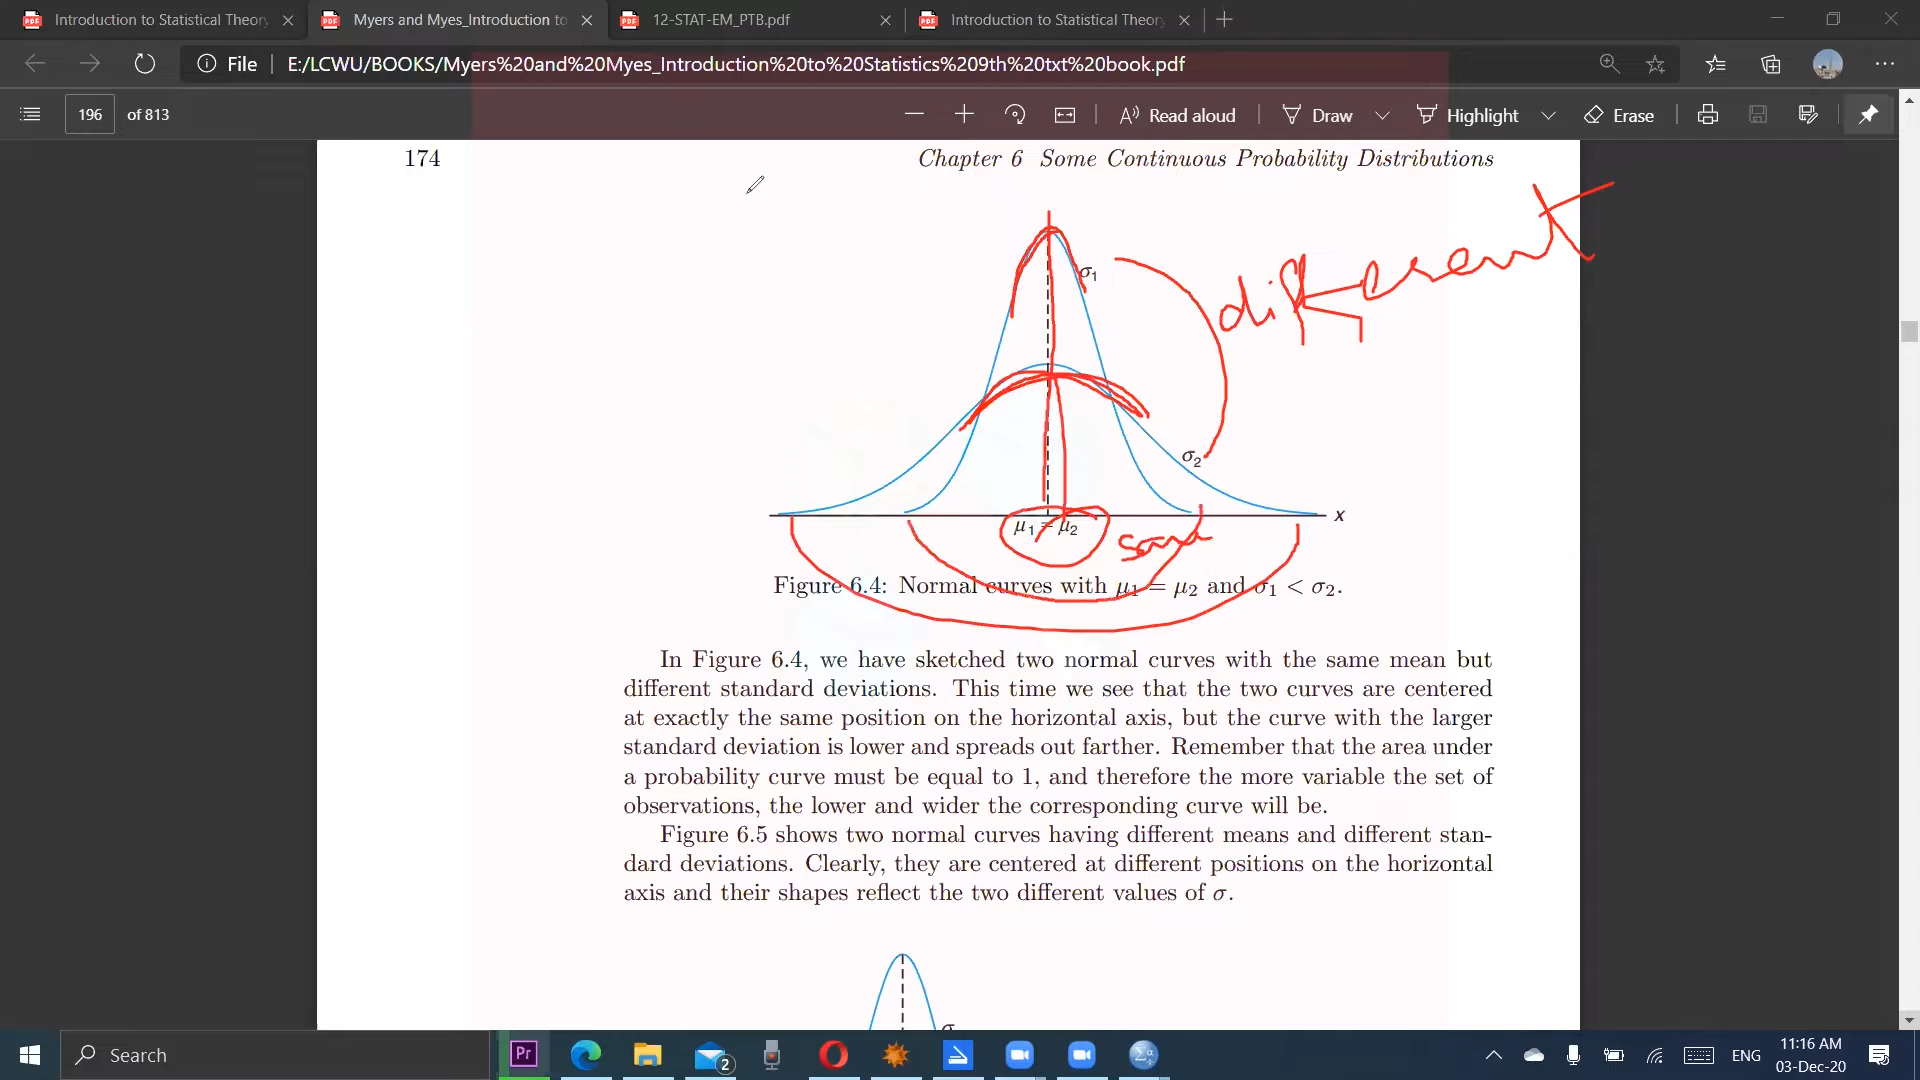 Introduction to Statistical Theory
Myers and Myes_Introduction to
12-STAT-EM_PTB.pdf
Introduction to Statistical Theory
File
E:/LCWU/BOOKS/Myers%20and%20Myes_Introduction%20to%20Statistics%209th%20txt%20book.pdf
196 of 813
Read aloud
Draw
Highlight
Erase
174
Chapter 6 Some Continuous Probability Distributions
different
σ1
σ2
x
μ1 = μ2
same
Figure 6.4: Normal curves with μ1 = μ2 and σ1 < σ2.
In Figure 6.4, we have sketched two normal curves with the same mean but
different standard deviations. This time we see that the two curves are centered
at exactly the same position on the horizontal axis, but the curve with the larger
standard deviation is lower and spreads out farther. Remember that the area under
a probability curve must be equal to 1, and therefore the more variable the set of
observations, the lower and wider the corresponding curve will be.
Figure 6.5 shows two normal curves having different means and different stan-
dard deviations. Clearly, they are centered at different positions on the horizontal
axis and their shapes reflect the two different values of σ.
Search
Pr
2
ENG
11:16 AM
03-Dec-20